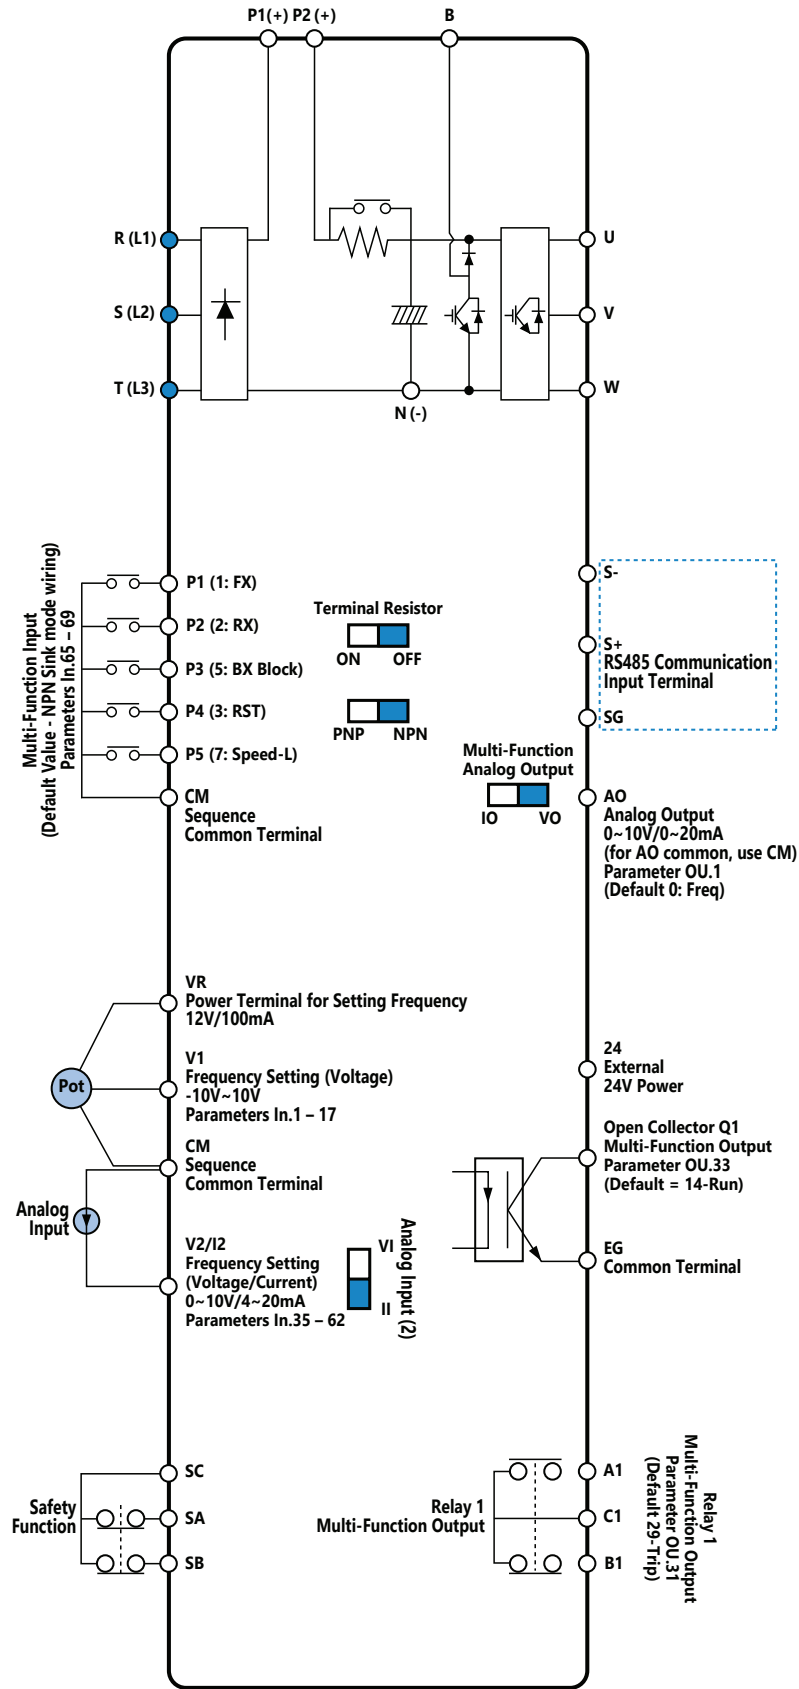 P1(+) P2 (+) B
R (L1)
S (L2)
T (L3)
U
V
W
N (-)
Multi-Function Input
(Default Value - NPN Sink mode wiring)
Parameters In.65 – 69
P1 (1: FX)
P2 (2: RX)
P3 (5: BX Block)
P4 (3: RST)
P5 (7: Speed-L)
CM
Sequence
Common Terminal
Terminal Resistor
ON OFF
PNP NPN
Multi-Function
Analog Output
IO VO
S-
S+
RS485 Communication
Input Terminal
SG
AO
Analog Output
0~10V/0~20mA
(for AO common, use CM)
Parameter OU.1
(Default 0: Freq)
VR
Power Terminal for Setting Frequency
12V/100mA
Pot
V1
Frequency Setting (Voltage)
-10V~10V
Parameters In.1 – 17
CM
Sequence
Common Terminal
Analog
Input
V2/I2
Frequency Setting
(Voltage/Current)
0~10V/4~20mA
Parameters In.35 – 62
VI
II
Analog Input (2)
24
External
24V Power
Open Collector Q1
Multi-Function Output
Parameter OU.33
(Default = 14-Run)
EG
Common Terminal
Safety
Function
SC
SA
SB
Relay 1
Multi-Function Output
A1
C1
B1
Relay 1
Multi-Function Output
Parameter OU.31
(Default 29-Trip)